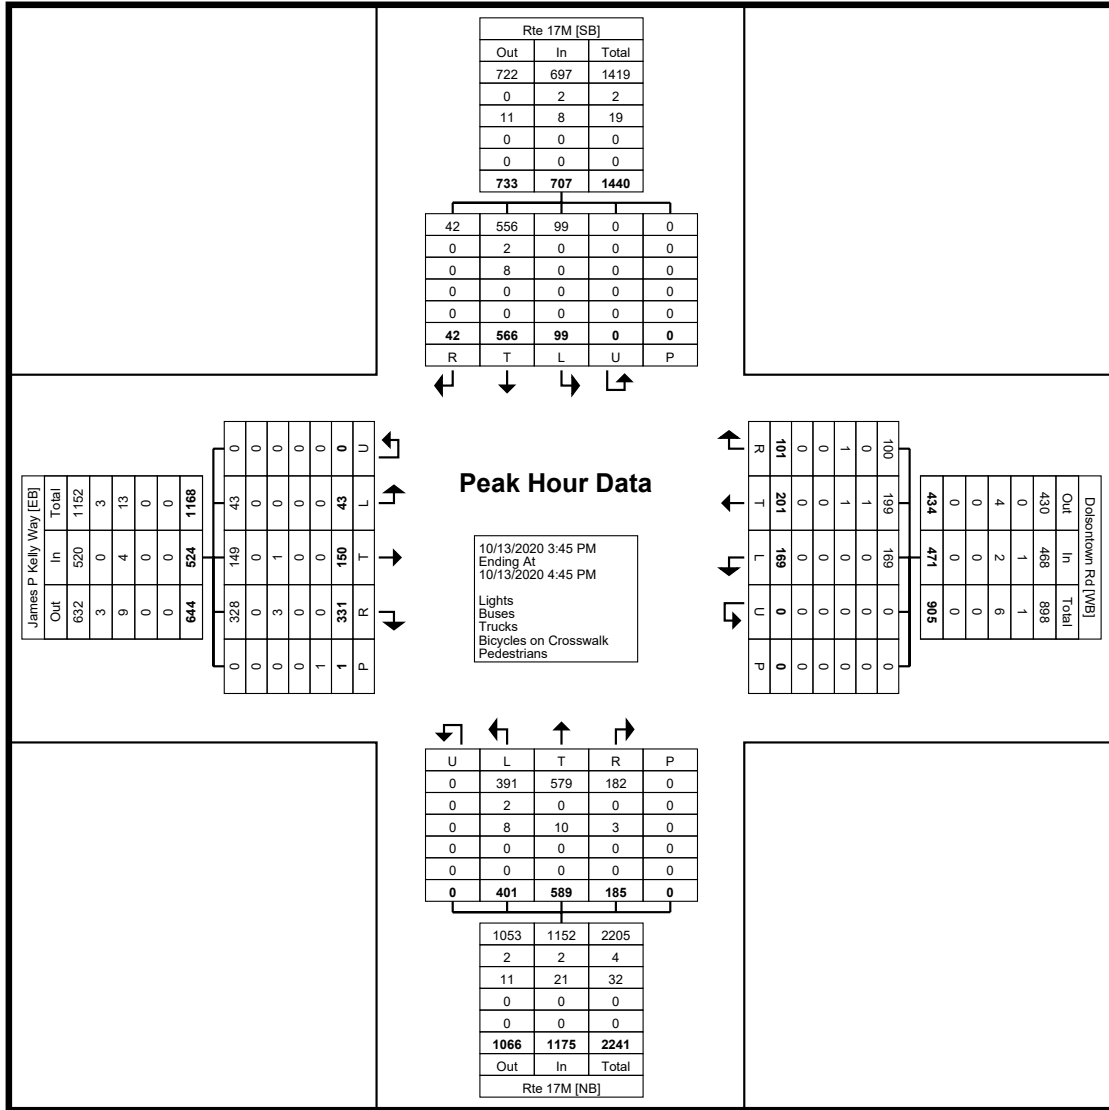 Rte 17M [SB]
Out In Total
722 697 1419
0 2 2
11 8 19
0 0 0
0 0 0
733 707 1440
42 556 99 0 0
0 2 0 0 0
0 8 0 0 0
0 0 0 0 0
0 0 0 0 0
42 566 99 0 0
R T L U P
James P Kelly Way [EB]
Total In Out
1152 520 632
3 0 3
13 4 9
0 0 0
0 0 0
1168 524 644
0 43 149 328 0
0 0 0 0 0
0 0 1 3 0
0 0 0 0 0
0 0 0 0 1
0 43 150 331 1
U L T R P
Peak Hour Data
10/13/2020 3:45 PM
Ending At
10/13/2020 4:45 PM
Lights
Buses
Trucks
Bicycles on Crosswalk
Pedestrians
R T L U P
101 201 169 0 0
0 0 0 0 0
0 0 0 0 0
1 1 0 0 0
0 1 0 0 0
100 199 169 0 0
434 471 905
0 0 0
0 0 0
4 2 6
0 1 1
430 468 898
Out In Total
Dolsontown Rd [WB]
U L T R P
0 391 579 182 0
0 2 0 0 0
0 8 10 3 0
0 0 0 0 0
0 0 0 0 0
0 401 589 185 0
1053 1152 2205
2 2 4
11 21 32
0 0 0
0 0 0
1066 1175 2241
Out In Total
Rte 17M [NB]